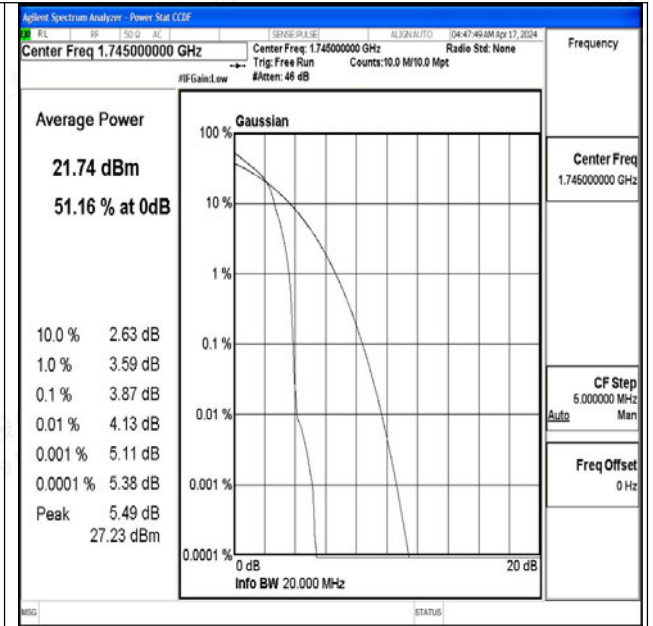 Agilent Spectrum Analyzer - Power Stat CCDF
RL RF 50 Ω AC SENSE:PULSE ALIGN AUTO 04:47:49 AM Apr 17, 2024
Center Freq 1.745000000 GHz
Center Freq: 1.745000000 GHz Radio Std: None
Trig: Free Run Counts:10.0 M/10.0 Mpt
#IFGain:Low #Atten: 46 dB
Frequency
Average Power
21.74 dBm
51.16 % at 0dB
10.0 % 2.63 dB
1.0 % 3.59 dB
0.1 % 3.87 dB
0.01 % 4.13 dB
0.001 % 5.11 dB
0.0001 % 5.38 dB
Peak 5.49 dB
27.23 dBm
Gaussian
100 %
10 %
1 %
0.1 %
0.01 %
0.001 %
0.0001 %
0 dB 20 dB
Info BW 20.000 MHz
Center Freq
1.745000000 GHz
CF Step
5.000000 MHz
Auto Man
Freq Offset
0 Hz
MSG STATUS